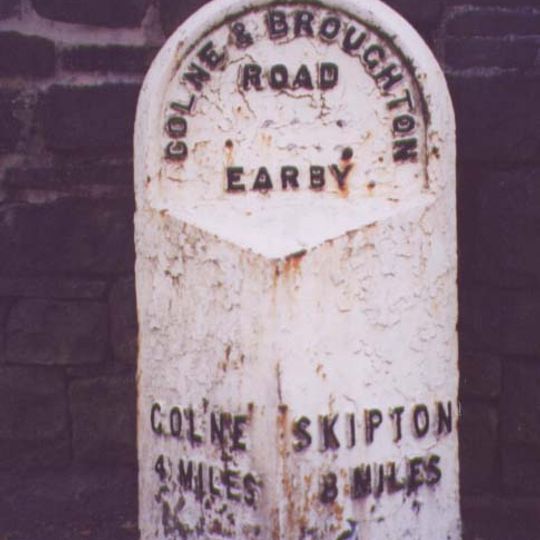 COLNE & BROUGHTON
ROAD
EARBY
COLNE
4 MILES
SKIPTON
8 MILES